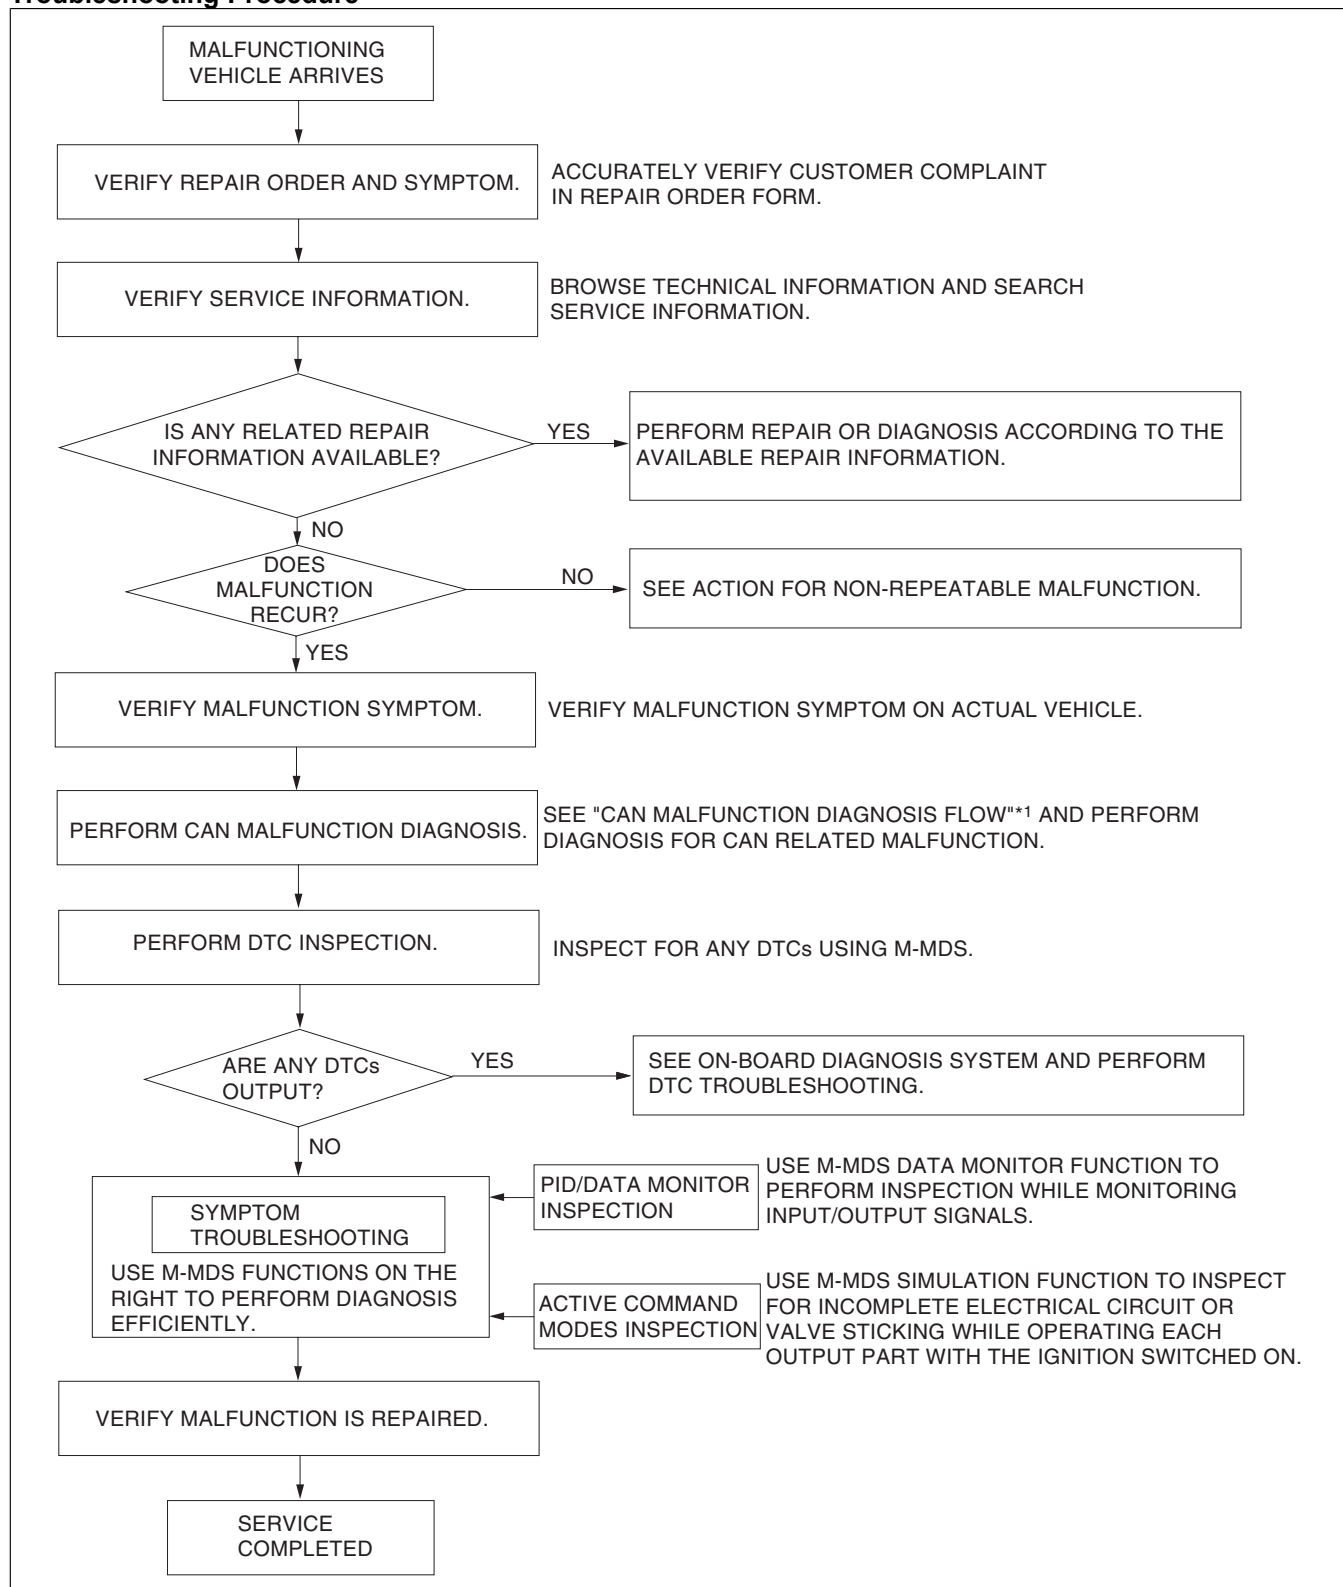 Troubleshooting Procedure
MALFUNCTIONING
VEHICLE ARRIVES
VERIFY REPAIR ORDER AND SYMPTOM.
ACCURATELY VERIFY CUSTOMER COMPLAINT
IN REPAIR ORDER FORM.
VERIFY SERVICE INFORMATION.
BROWSE TECHNICAL INFORMATION AND SEARCH
SERVICE INFORMATION.
IS ANY RELATED REPAIR
INFORMATION AVAILABLE?
YES
PERFORM REPAIR OR DIAGNOSIS ACCORDING TO THE
AVAILABLE REPAIR INFORMATION.
NO
DOES
MALFUNCTION
RECUR?
NO
SEE ACTION FOR NON-REPEATABLE MALFUNCTION.
YES
VERIFY MALFUNCTION SYMPTOM.
VERIFY MALFUNCTION SYMPTOM ON ACTUAL VEHICLE.
PERFORM CAN MALFUNCTION DIAGNOSIS.
SEE "CAN MALFUNCTION DIAGNOSIS FLOW"*1 AND PERFORM
DIAGNOSIS FOR CAN RELATED MALFUNCTION.
PERFORM DTC INSPECTION.
INSPECT FOR ANY DTCs USING M-MDS.
ARE ANY DTCs
OUTPUT?
YES
SEE ON-BOARD DIAGNOSIS SYSTEM AND PERFORM
DTC TROUBLESHOOTING.
NO
SYMPTOM
TROUBLESHOOTING
USE M-MDS FUNCTIONS ON THE
RIGHT TO PERFORM DIAGNOSIS
EFFICIENTLY.
PID/DATA MONITOR
INSPECTION
USE M-MDS DATA MONITOR FUNCTION TO
PERFORM INSPECTION WHILE MONITORING
INPUT/OUTPUT SIGNALS.
ACTIVE COMMAND
MODES INSPECTION
USE M-MDS SIMULATION FUNCTION TO INSPECT
FOR INCOMPLETE ELECTRICAL CIRCUIT OR
VALVE STICKING WHILE OPERATING EACH
OUTPUT PART WITH THE IGNITION SWITCHED ON.
VERIFY MALFUNCTION IS REPAIRED.
SERVICE
COMPLETED